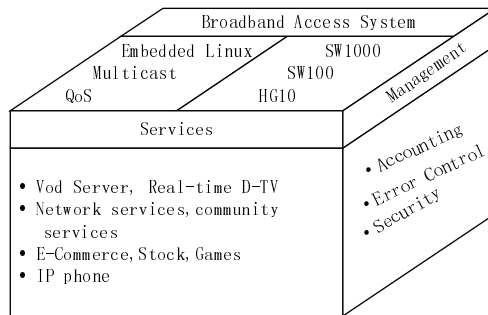 Broadband Access System
Embedded Linux
Multicast
QoS
SW1000
SW100
HG10
Management
Services
• Vod Server, Real-time D-TV
• Network services, community
services
• E-Commerce, Stock, Games
• IP phone
• Accounting
• Error Control
• Security